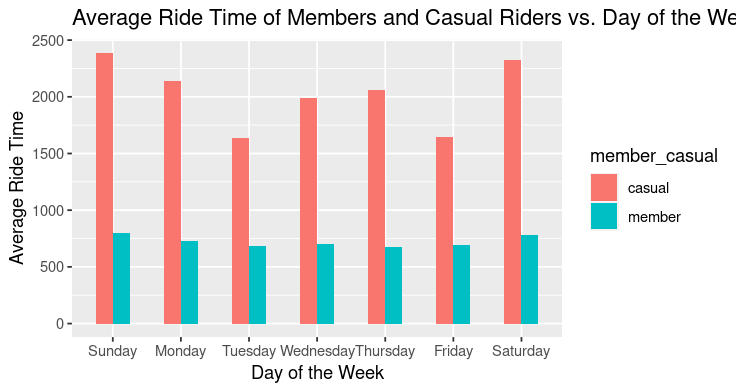 Average Ride Time of Members and Casual Riders vs. Day of the We
2500
2000
1500
1000
500
0
Average Ride Time
Sunday Monday Tuesday Wednesday Thursday Friday Saturday
Day of the Week
member_casual
casual
member